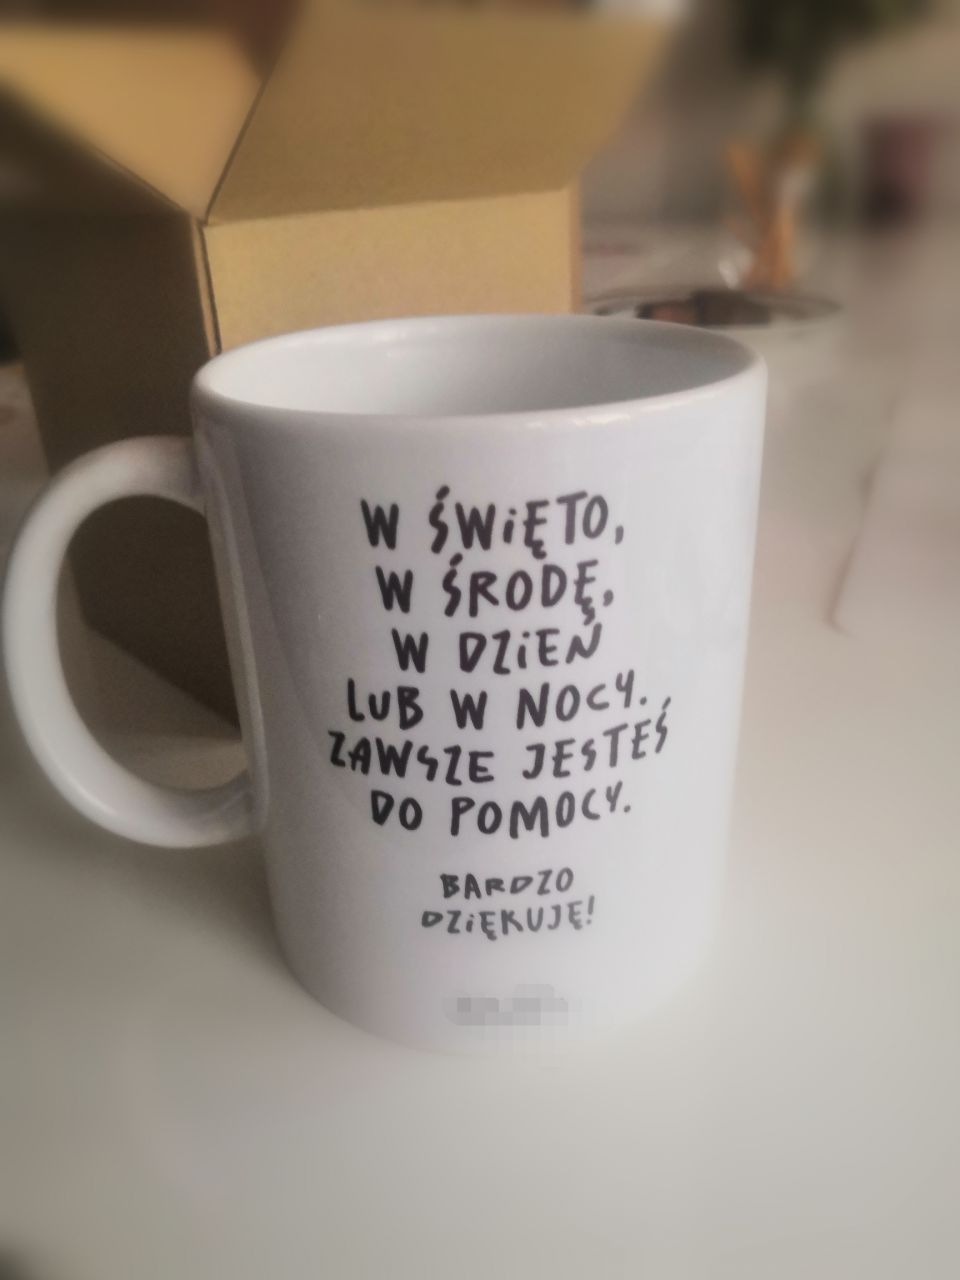 W ŚWiĘTO,
W ŚRODĘ,
W DZiEŃ
LUB W NOCY.
ZAWSZE JESTEŚ
DO POMOCY.
BARDZO
DZiĘKUJĘ!